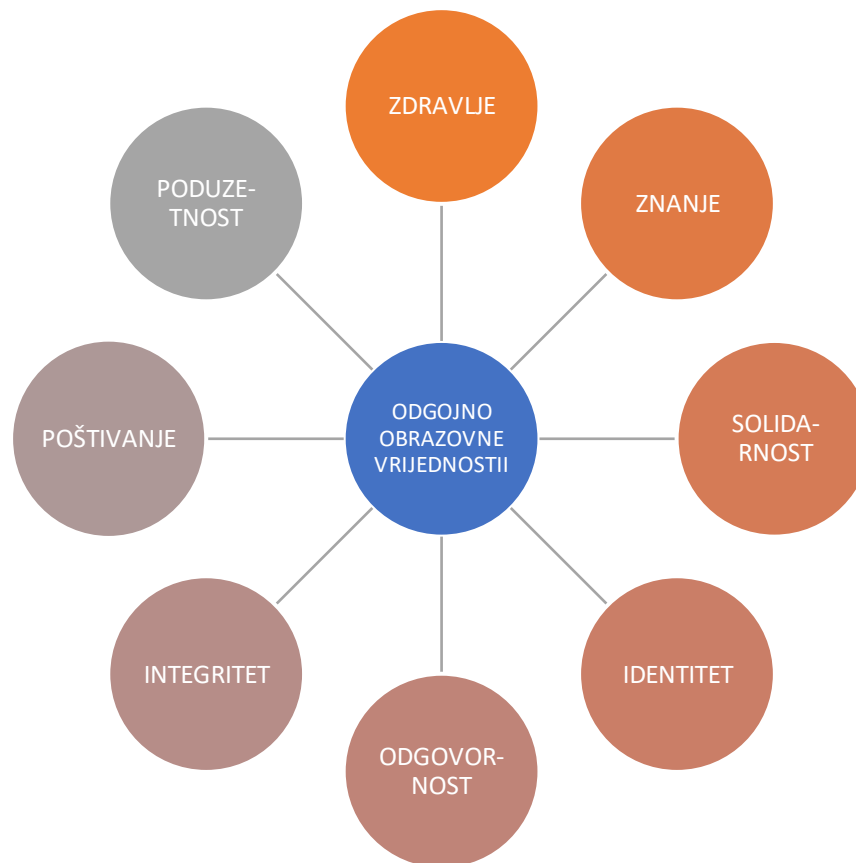 ZDRAVLJE
ZNANJE
SOLIDA-
RNOST
IDENTITET
ODGOVOR-
NOST
INTEGRITET
POŠTIVANJE
PODUZE-
TNOST
ODGOJNO
OBRAZOVNE
VRIJEDNOSTII